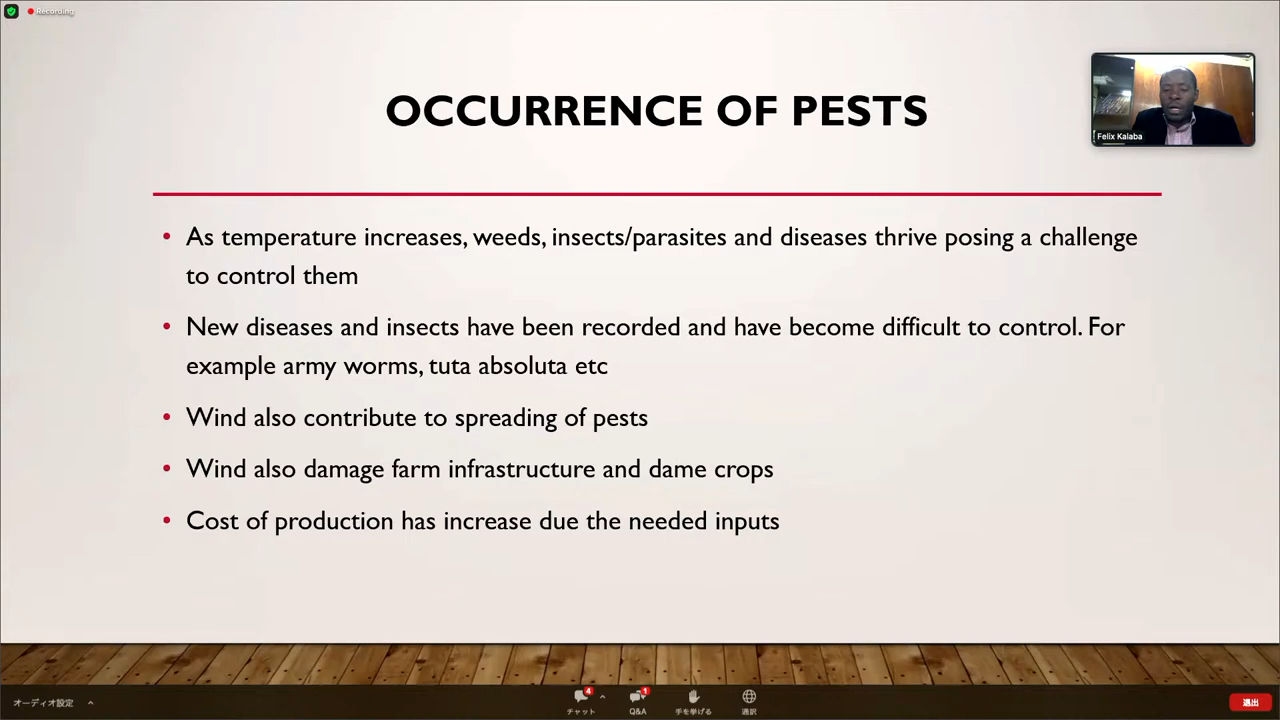 Recording
OCCURRENCE OF PESTS
Felix Kalaba
• As temperature increases, weeds, insects/parasites and diseases thrive posing a challenge
to control them
• New diseases and insects have been recorded and have become difficult to control. For
example army worms, tuta absoluta etc
• Wind also contribute to spreading of pests
• Wind also damage farm infrastructure and dame crops
• Cost of production has increase due the needed inputs
オーディオ設定
4
チャット
1
Q&A
手を挙げる
通訳
退出